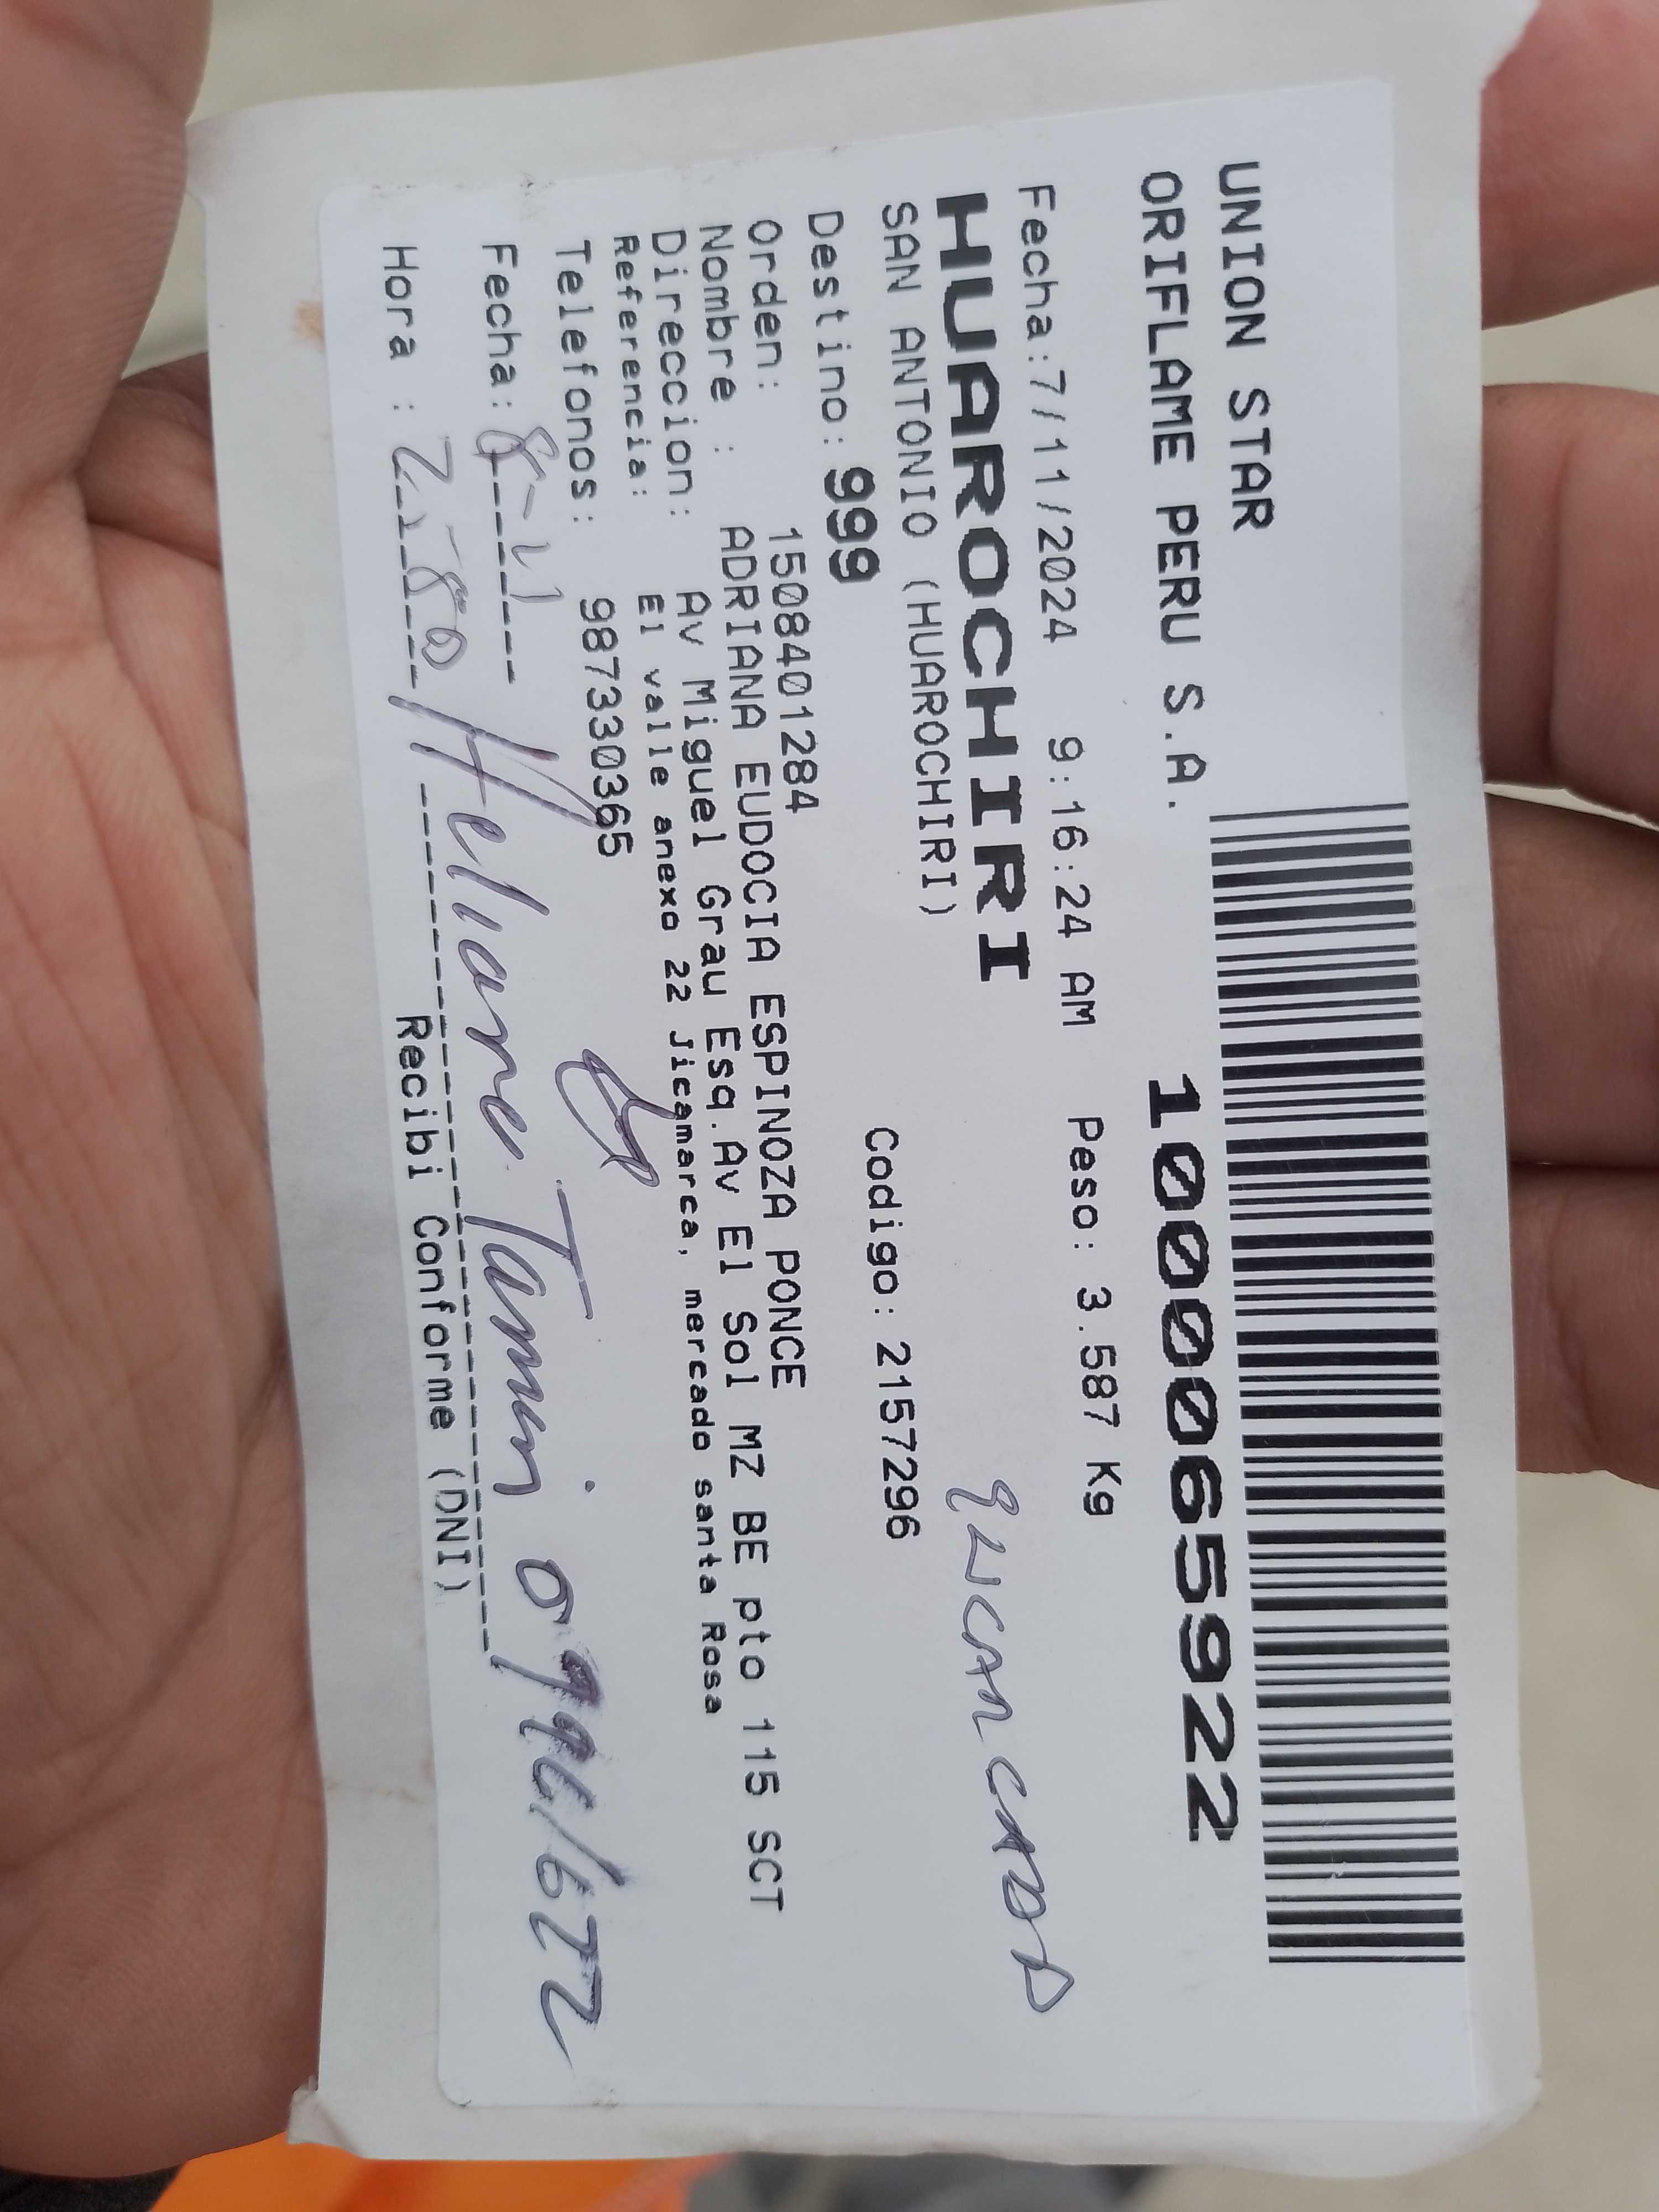 UNION STAR
ORIFLAME PERU S.A. 10000065922
Fecha:7/11/2024 9:16:24 AM Peso: 3.587 Kg
HUAROCHIRI
SAN ANTONIO (HUAROCHIRI)
Destino: 999 Codigo: 2157296
Orden: 1508401284
Nombre : ADRIANA EUDOCIA ESPINOZA PONCE
Direccion: Av Miguel Grau Esq.Av El Sol MZ BE pto 115 SCT
Referencia: El valle anexo 22 Jicamarca, mercado santa Rosa
Telefonos: 987330365
Fecha: 8-11
Hora :
Recibi Conforme (DNI)